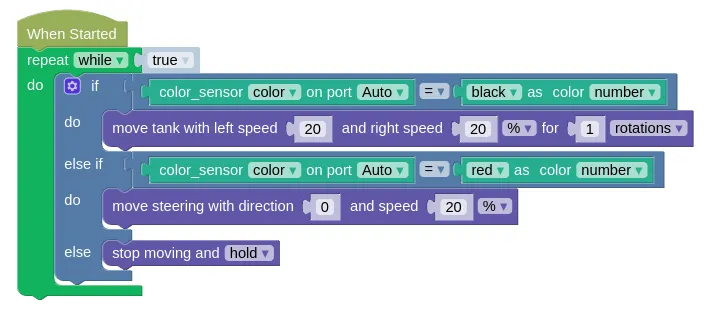 When Started
repeat while true
do if color_sensor color on port Auto = black as color number
do move tank with left speed 20 and right speed 20 % for 1 rotations
else if color_sensor color on port Auto = red as color number
do move steering with direction 0 and speed 20 %
else stop moving and hold